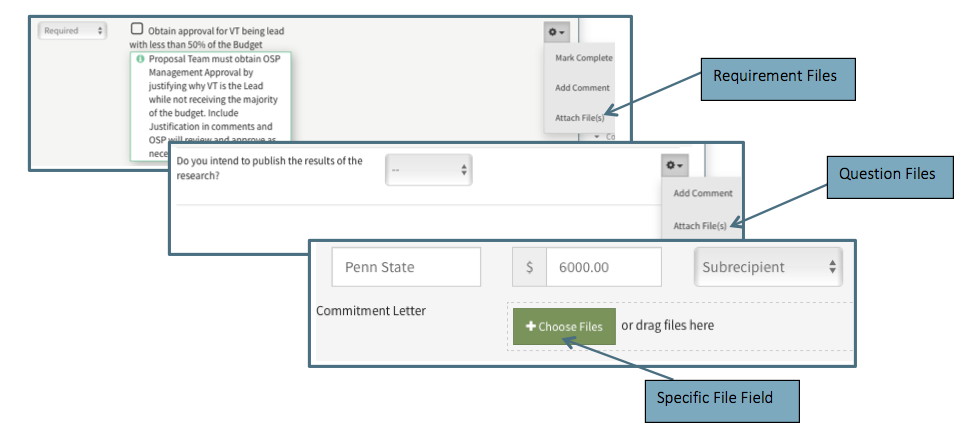 Required
Obtain approval for VT being lead
with less than 50% of the Budget
Proposal Team must obtain OSP
Management Approval by
justifying why VT is the Lead
while not receiving the majority
of the budget. Include
Justification in comments and
OSP will review and approve as
nece
Mark Complete
Add Comment
Attach File(s)
Co
Requirement Files
Do you intend to publish the results of the
research?
--
Add Comment
Attach File(s)
Question Files
Penn State
$ 6000.00
Subrecipient
Commitment Letter
+ Choose Files or drag files here
Specific File Field